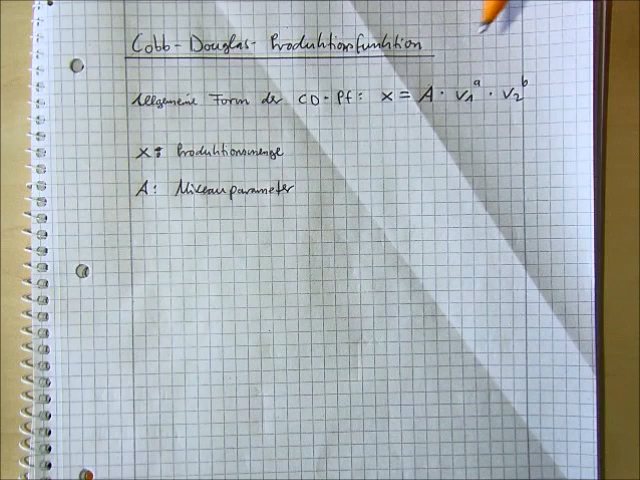 Cobb-Douglas-Produktionsfunktion
Allgemeine Form der CD-Pf: x = A · v₁ᵃ · v₂ᵇ
x: Produktionsmenge
A: Niveauparameter